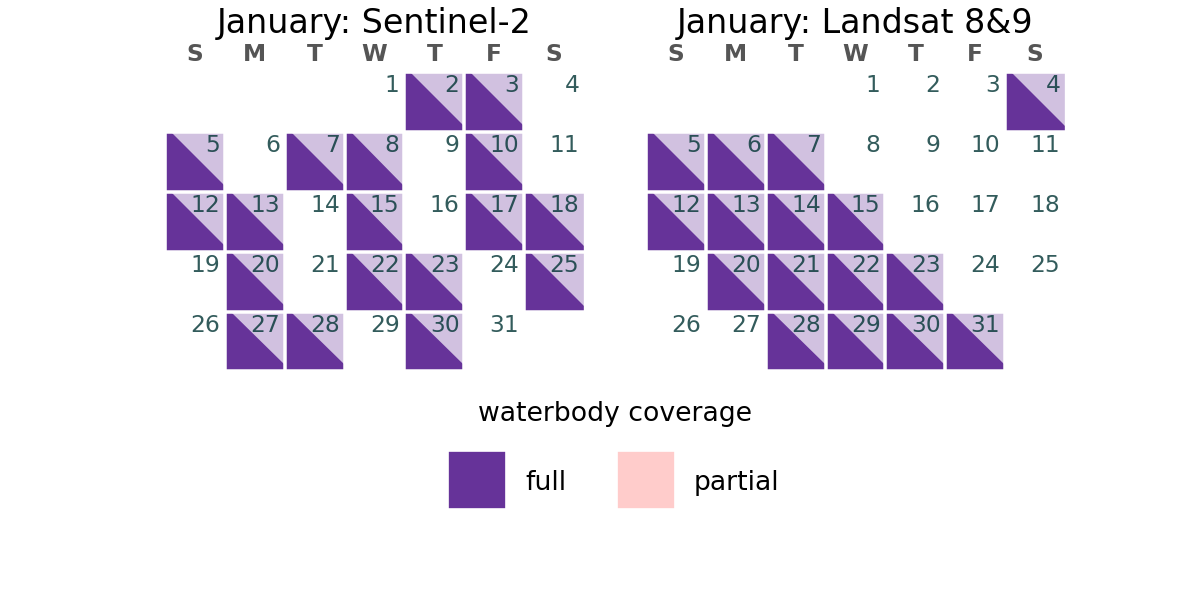 January: Sentinel-2
S M T W T F S
1 2 3 4
5 6 7 8 9 10 11
12 13 14 15 16 17 18
19 20 21 22 23 24 25
26 27 28 29 30 31
January: Landsat 8&9
S M T W T F S
1 2 3 4
5 6 7 8 9 10 11
12 13 14 15 16 17 18
19 20 21 22 23 24 25
26 27 28 29 30 31
waterbody coverage
full
partial